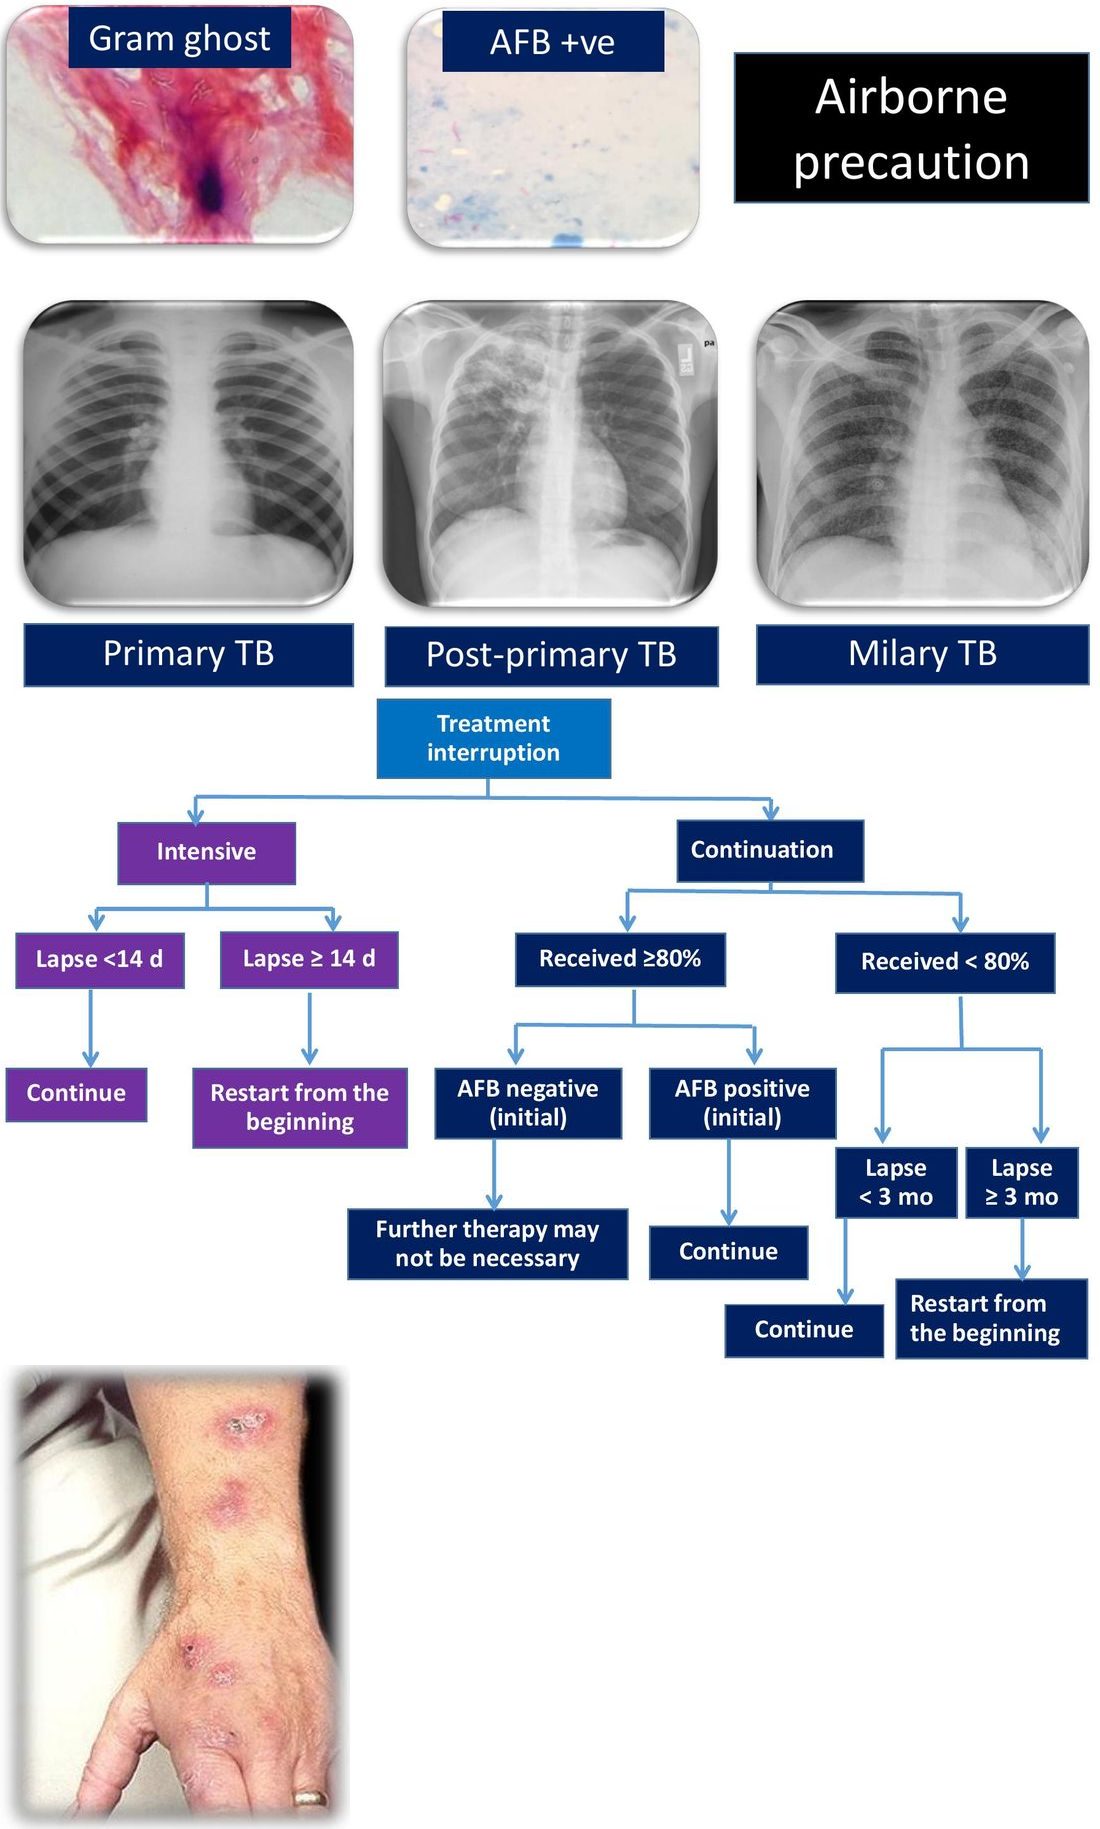 Gram ghost
AFB +ve
Airborne
precaution
pa
Primary TB
Post-primary TB
Milary TB
Treatment
interruption
Intensive
Continuation
Lapse <14 d
Lapse ≥ 14 d
Received ≥80%
Received < 80%
Continue
Restart from the
beginning
AFB negative
(initial)
AFB positive
(initial)
Lapse
< 3 mo
Lapse
≥ 3 mo
Further therapy may
not be necessary
Continue
Continue
Restart from
the beginning